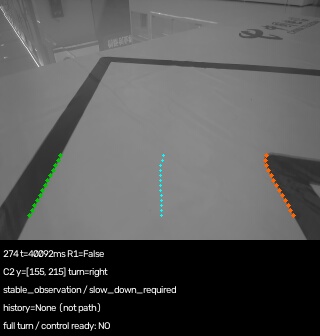 274 t=40092ms R1=False
C2 y=[155, 215] turn=right
stable_observation / slow_down_required
history=None (not path)
full turn / control ready: NO